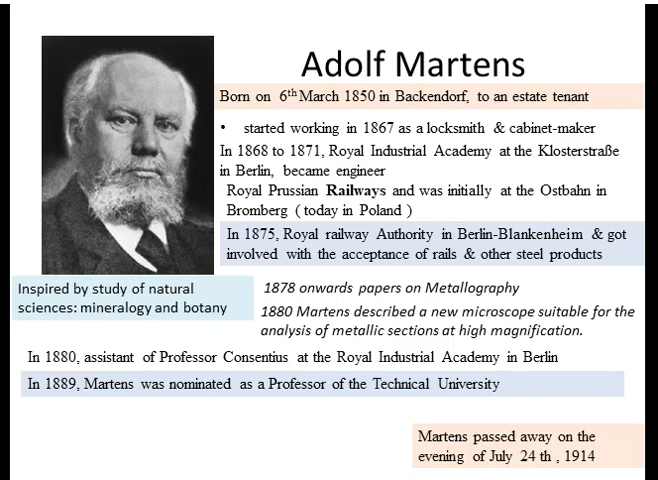 Adolf Martens
Born on 6th March 1850 in Backendorf, to an estate tenant
• started working in 1867 as a locksmith & cabinet-maker
In 1868 to 1871, Royal Industrial Academy at the Klosterstraße
in Berlin, became engineer
Royal Prussian Railways and was initially at the Ostbahn in
Bromberg ( today in Poland )
In 1875, Royal railway Authority in Berlin-Blankenheim & got
involved with the acceptance of rails & other steel products
Inspired by study of natural
sciences: mineralogy and botany
1878 onwards papers on Metallography
1880 Martens described a new microscope suitable for the
analysis of metallic sections at high magnification.
In 1880, assistant of Professor Consentius at the Royal Industrial Academy in Berlin
In 1889, Martens was nominated as a Professor of the Technical University
Martens passed away on the
evening of July 24 th , 1914